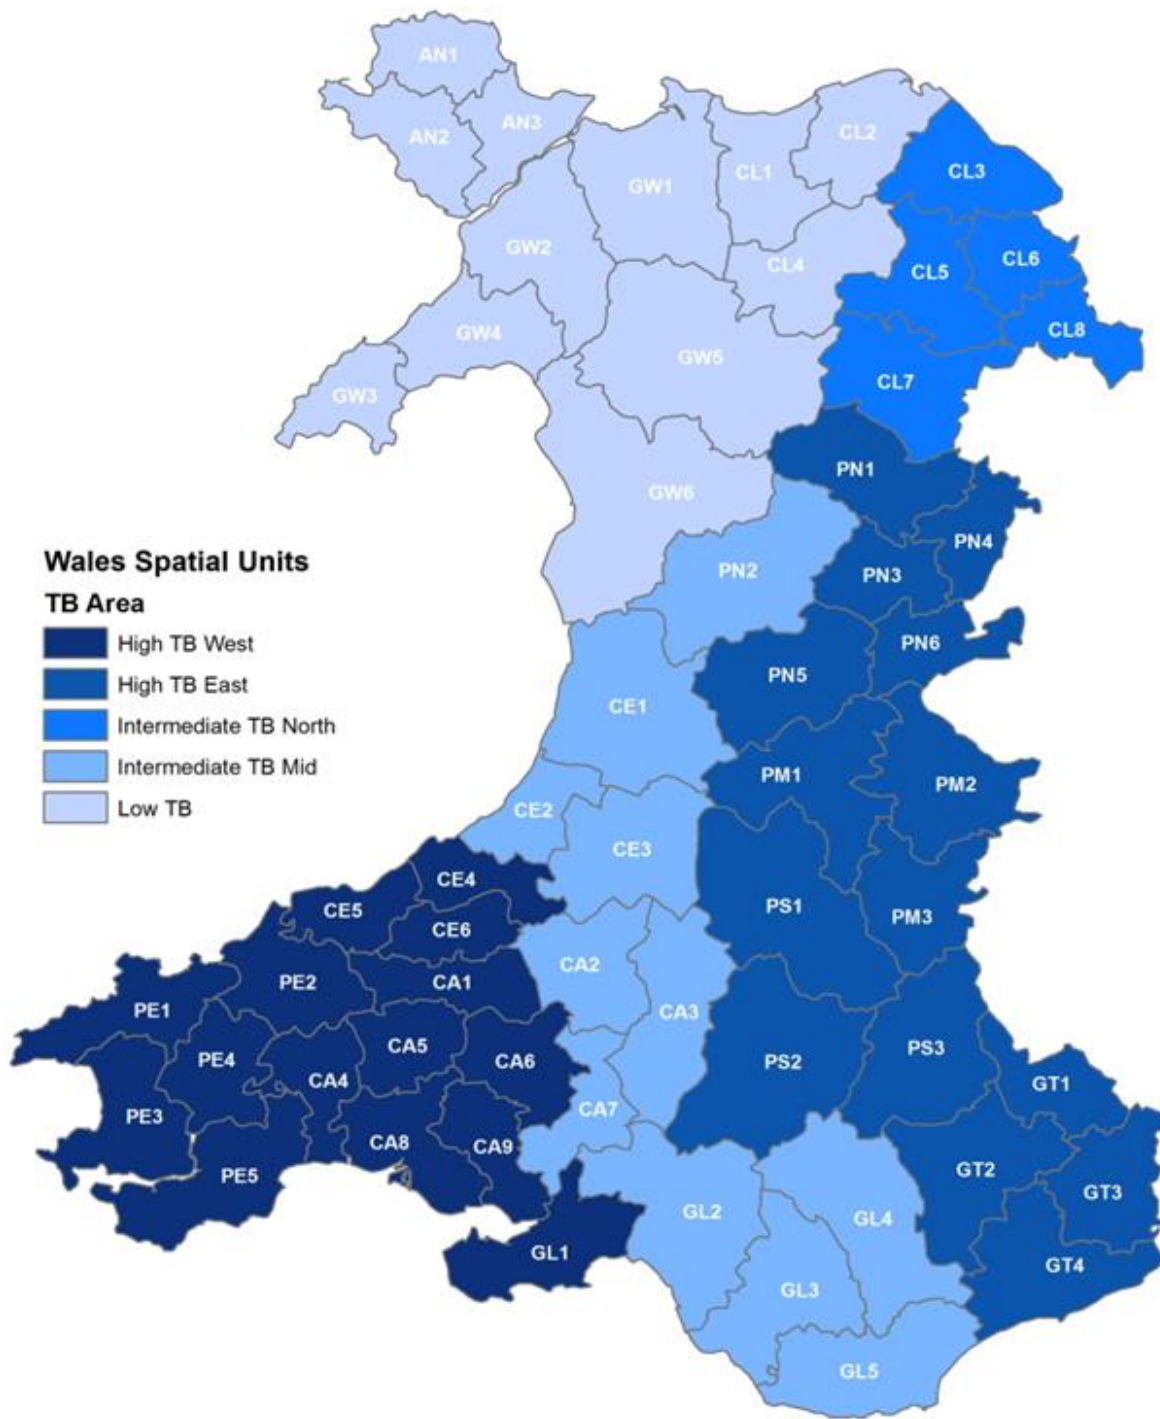 AN1
AN2
AN3
CL2
CL3
GW1
CL1
GW2
CL4
CL5
CL6
GW4
GW5
CL8
GW3
CL7
PN1
GW6
PN4
PN2
PN3
Wales Spatial Units
TB Area
High TB West
High TB East
Intermediate TB North
Intermediate TB Mid
Low TB
PN6
PN5
CE1
PM1
PM2
CE2
CE3
CE4
CE5
CE6
PS1
PM3
CA2
PE2
CA1
PE1
CA3
PE4
CA5
CA6
PS2
PS3
CA4
GT1
PE3
CA7
CA8
CA9
PE5
GT2
GT3
GL2
GL4
GL1
GT4
GL3
GL5